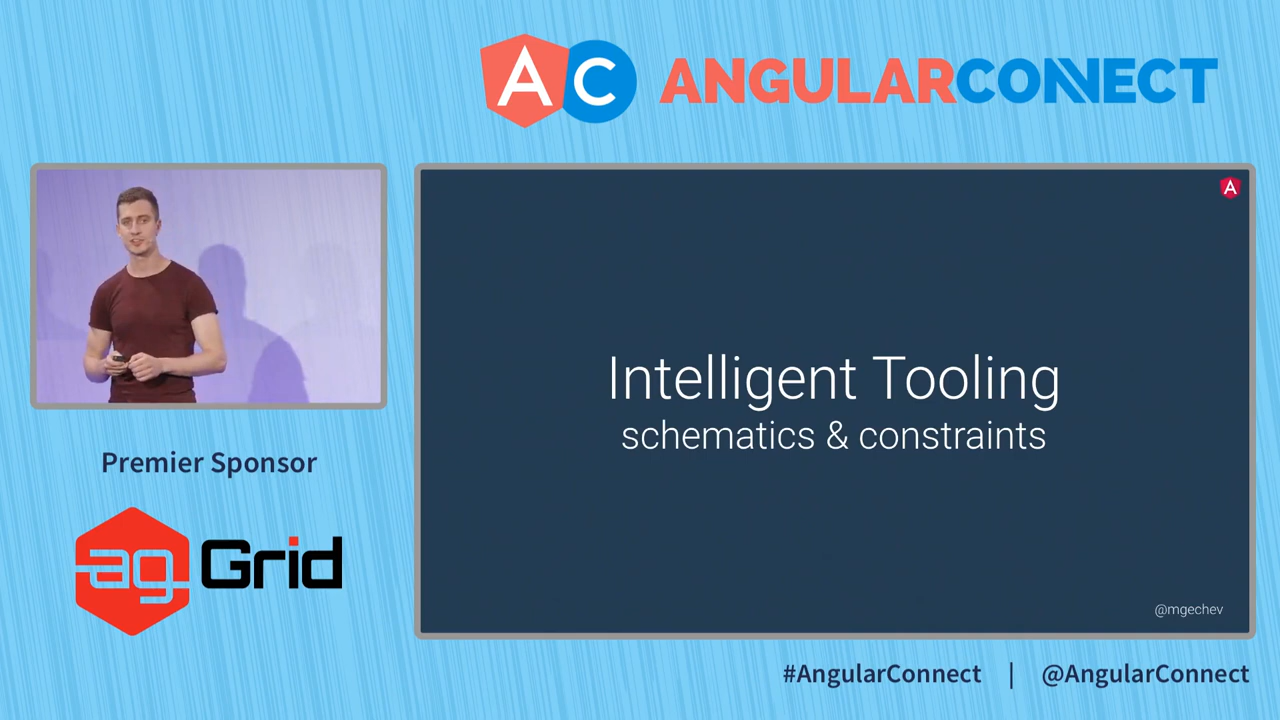 AC ANGULARCONNECT
A
Intelligent Tooling
schematics & constraints
@mgechev
Premier Sponsor
ag Grid
#AngularConnect | @AngularConnect